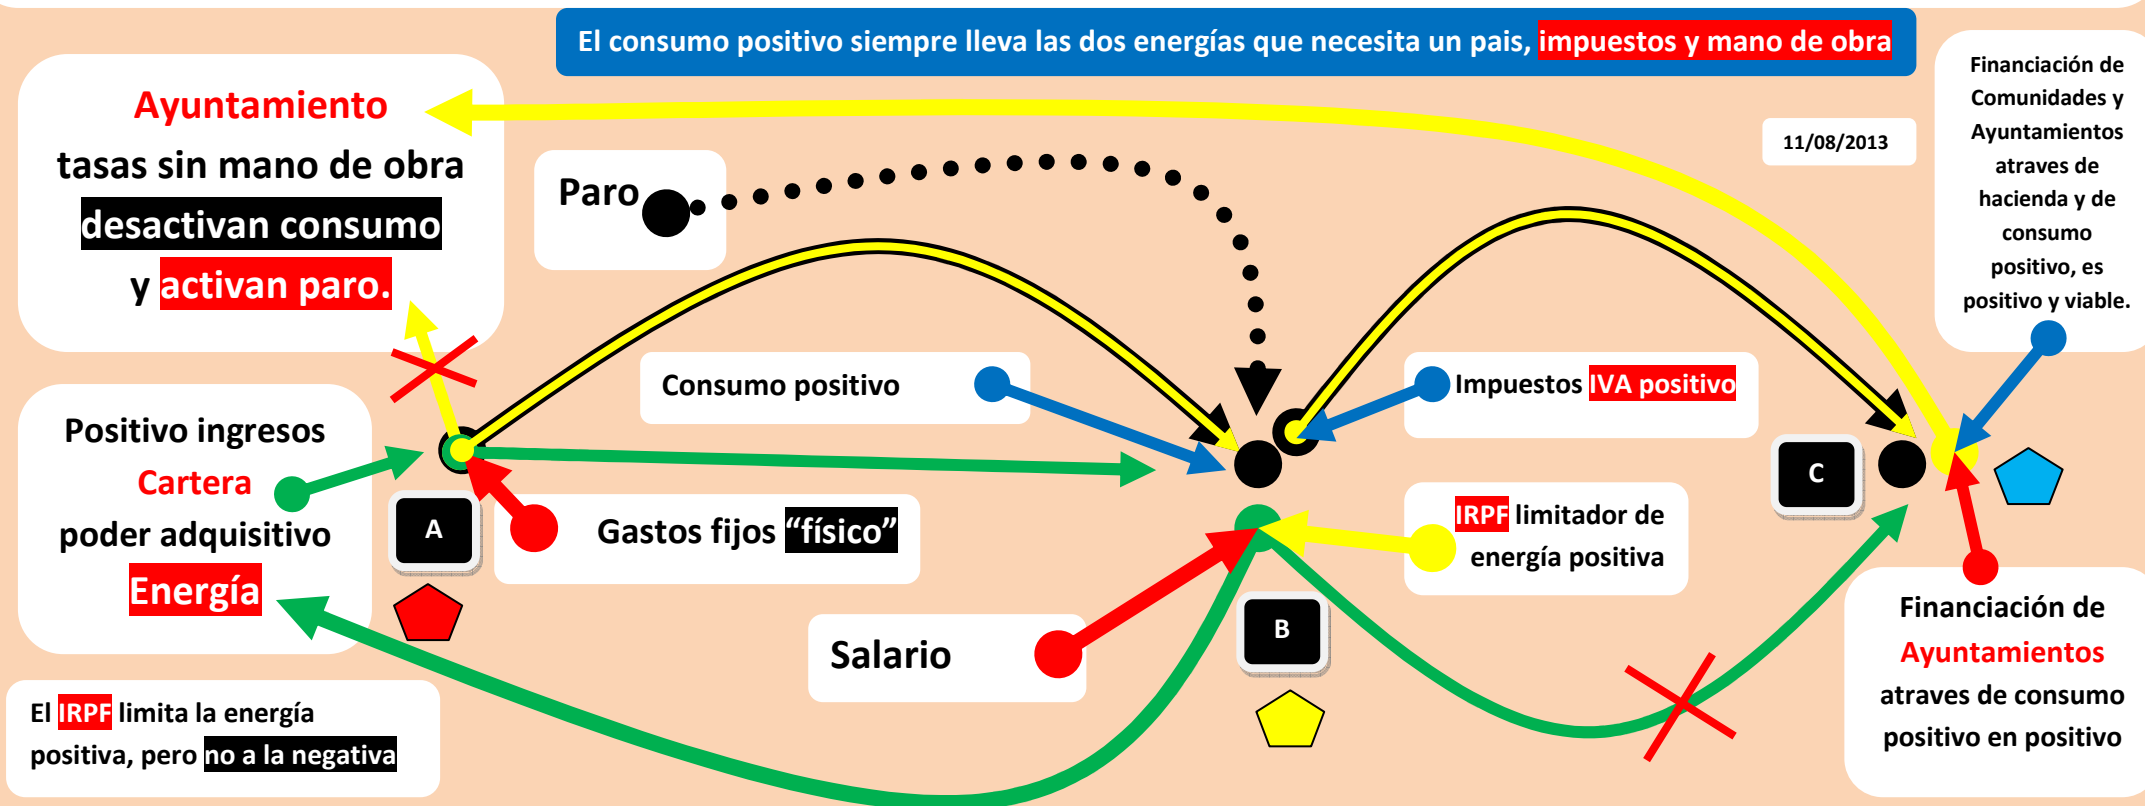 El consumo positivo siempre lleva las dos energías que necesita un pais, impuestos y mano de obra
Ayuntamiento
tasas sin mano de obra
desactivan consumo
y activan paro.
Paro
11/08/2013
Financiación de
Comunidades y
Ayuntamientos
atraves de
hacienda y de
consumo
positivo, es
positivo y viable.
Consumo positivo
Impuestos IVA positivo
Positivo ingresos
Cartera
poder adquisitivo
Energía
A
Gastos fijos “físico”
IRPF limitador de
energía positiva
C
B
Salario
Financiación de
Ayuntamientos
atraves de consumo
positivo en positivo
El IRPF limita la energía
positiva, pero no a la negativa